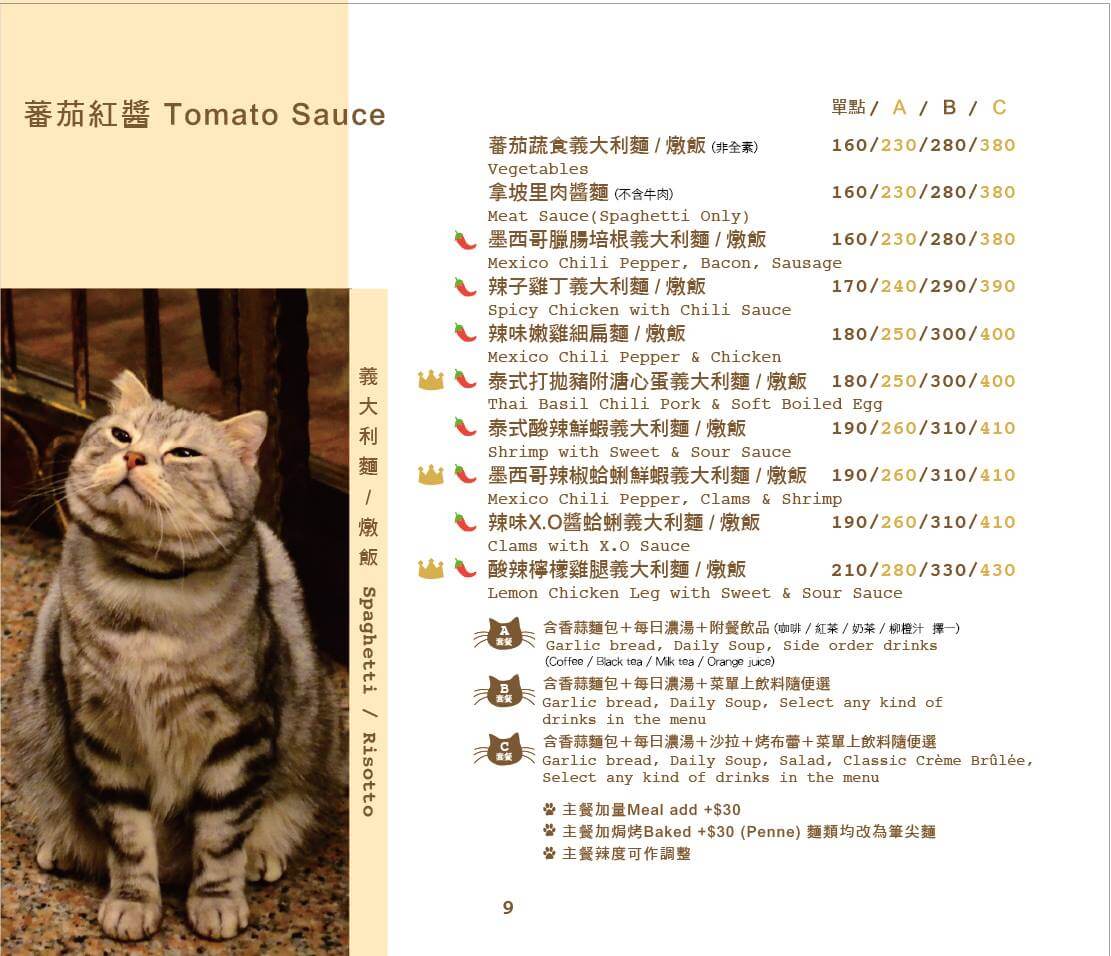 蕃茄紅醬 Tomato Sauce
單點 / A / B / C
蕃茄蔬食義大利麵 / 燉飯 (非全素) 160/230/280/380
Vegetables
拿坡里肉醬麵 (不含牛肉) 160/230/280/380
Meat Sauce(Spaghetti Only)
墨西哥臘腸培根義大利麵 / 燉飯 160/230/280/380
Mexico Chili Pepper, Bacon, Sausage
辣子雞丁義大利麵 / 燉飯 170/240/290/390
Spicy Chicken with Chili Sauce
辣味嫩雞細扁麵 / 燉飯 180/250/300/400
Mexico Chili Pepper & Chicken
泰式打拋豬附溏心蛋義大利麵 / 燉飯 180/250/300/400
Thai Basil Chili Pork & Soft Boiled Egg
泰式酸辣鮮蝦義大利麵 / 燉飯 190/260/310/410
Shrimp with Sweet & Sour Sauce
墨西哥辣椒蛤蜊鮮蝦義大利麵 / 燉飯 190/260/310/410
Mexico Chili Pepper, Clams & Shrimp
辣味X.O醬蛤蜊義大利麵 / 燉飯 190/260/310/410
Clams with X.O Sauce
酸辣檸檬雞腿義大利麵 / 燉飯 210/280/330/430
Lemon Chicken Leg with Sweet & Sour Sauce
義大利麵 / 燉飯 Spaghetti / Risotto
A 套餐 含香蒜麵包＋每日濃湯＋附餐飲品 (咖啡 / 紅茶 / 奶茶 / 柳橙汁 擇一)
Garlic bread, Daily Soup, Side order drinks
(Coffee / Black tea / Milk tea / Orange juice)
B 套餐 含香蒜麵包＋每日濃湯＋菜單上飲料隨便選
Garlic bread, Daily Soup, Select any kind of
drinks in the menu
C 套餐 含香蒜麵包＋每日濃湯＋沙拉＋烤布蕾＋菜單上飲料隨便選
Garlic bread, Daily Soup, Salad, Classic Crème Brûlée,
Select any kind of drinks in the menu
主餐加量Meal add +$30
主餐加焗烤Baked +$30 (Penne) 麵類均改為筆尖麵
主餐辣度可作調整
9